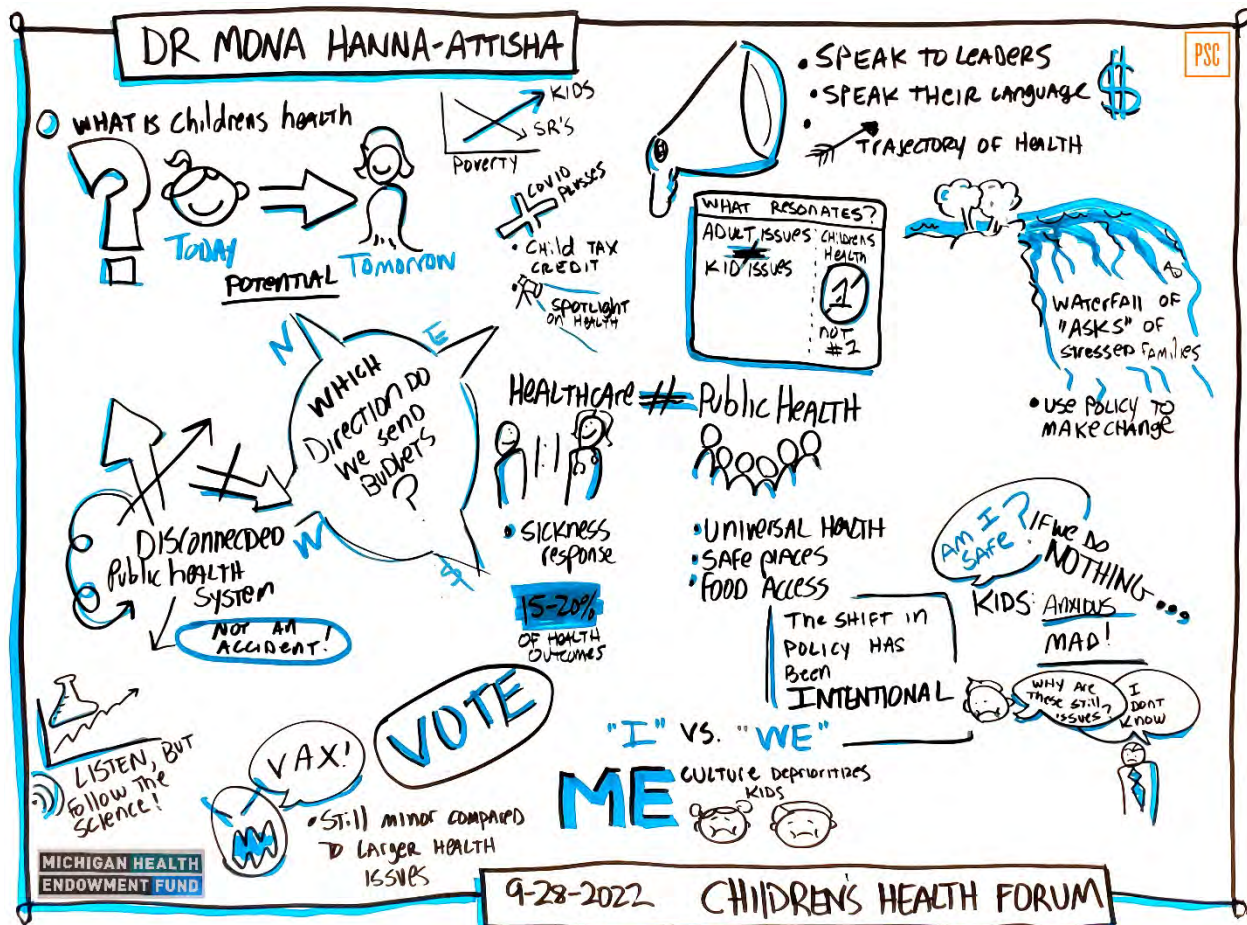 DR MONA HANNA-ATTISHA
PSC
WHAT IS Childrens health
?
TODAY
TOMORROW
POTENTIAL
KIDS
SR'S
Poverty
COVID
PLUSSES
• Child TAX
CREDIT
SPOTLIGHT
ON HEALTH
• SPEAK TO LEADERS
• SPEAK THEIR LANGUAGE $
• TRAJECTORY OF HEALTH
WHAT RESONATES?
ADULT ISSUES
KID ISSUES
CHILDRENS
HEALTH
1
NOT
WATERFALL OF
"ASKS" OF
STRESSED FAMILIES
• USE POLICY TO
MAKE CHANGE
N
E
W
WHICH
DIRECTION DO
WE SEND
BUDGETS
?
DISCONNECTED
Public HEALTH
SYSTEM
NOT AN
ACCIDENT!
HEALTHCARE ≠ Public HEALTH
• SICKNESS
response
15-20%
OF HEALTH
OUTCOMES
• UNIVERSAL HEALTH
• SAFE PLACES
• FOOD ACCESS
The SHIFT IN
POLICY HAS
Been
INTENTIONAL
AM I
SAFE?
IF WE DO
NOTHING...
KIDS: ANXIOUS
MAD!
WHY ARE
These STILL
ISSUES?
I
DONT
KNOW
LISTEN, BUT
Follow THE
SCIENCE!
VAX!
VOTE
• Still minor compared
TO LARGER HEALTH
ISSUES
"I" VS. "WE"
ME CULTURE DEPRIORITIZES
KIDS
MICHIGAN HEALTH
ENDOWMENT FUND
9-28-2022 CHILDREN'S HEALTH FORUM